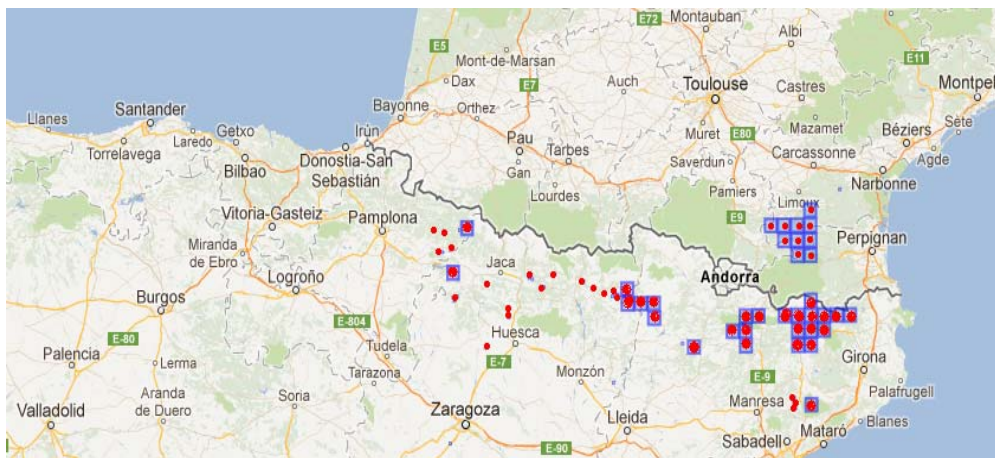 E72
Montauban
Albi
E5
Mont-de-Marsan
E11
Dax
E7
Auch
Toulouse
Castres
Montpel
Santander
Bayonne
Orthez
Llanes
Getxo
Irún
Pau
Muret
E80
Mazamet
Béziers
Sète
Torrelavega
Laredo
Bilbao
Donostia-San
Sebastián
Gan
Tarbes
Saverdun
Carcassonne
Agde
Lourdes
Pamiers
Narbonne
Limoux
Vitoria-Gasteiz
Pamplona
E9
Miranda
de Ebro
Perpignan
Logroño
Jaca
Andorra
Burgos
E-804
Huesca
E-80
Girona
Palencia
Lerma
Tudela
E-7
Monzón
E-9
Palafrugell
Aranda
de Duero
Soria
Tarazona
Manresa
Valladolid
Zaragoza
Lleida
Blanes
E-90
Sabadell
Mataró